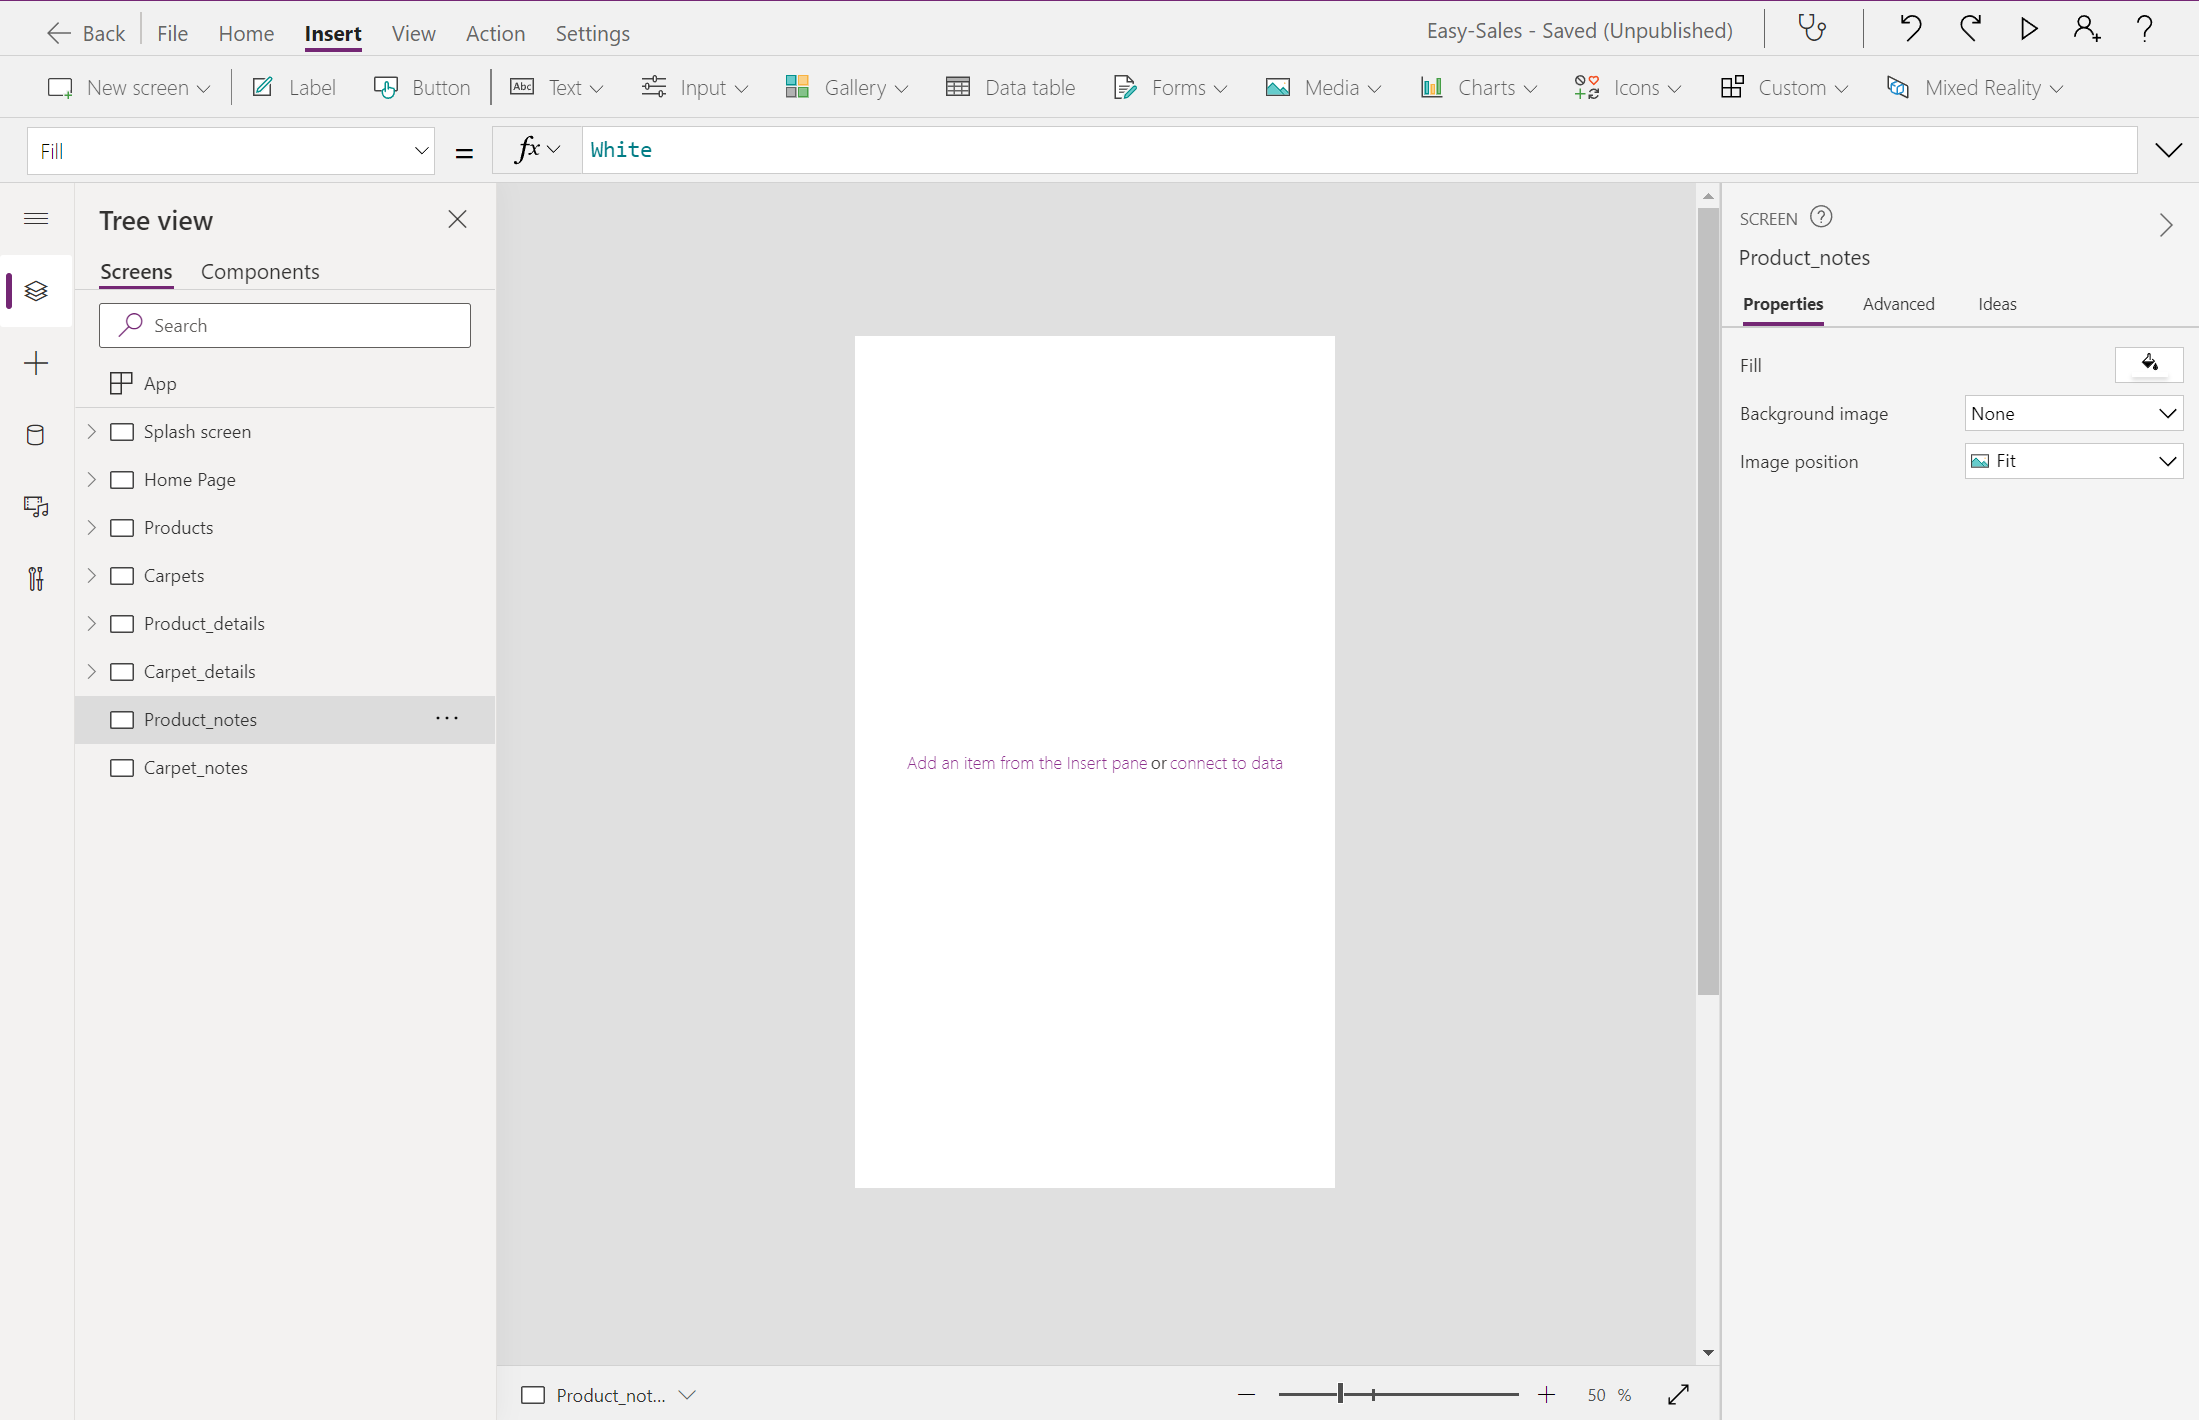 Back File Home Insert View Action Settings Easy-Sales - Saved (Unpublished)
New screen Label Button Abc Text Input Gallery Data table Forms Media Charts Icons Custom Mixed Reality
Fill = fx White
Tree view
Screens Components
Search
App
Splash screen
Home Page
Products
Carpets
Product_details
Carpet_details
Product_notes ...
Carpet_notes
Add an item from the Insert pane or connect to data
Product_not... 50 %
SCREEN ?
Product_notes
Properties Advanced Ideas
Fill
Background image None
Image position Fit